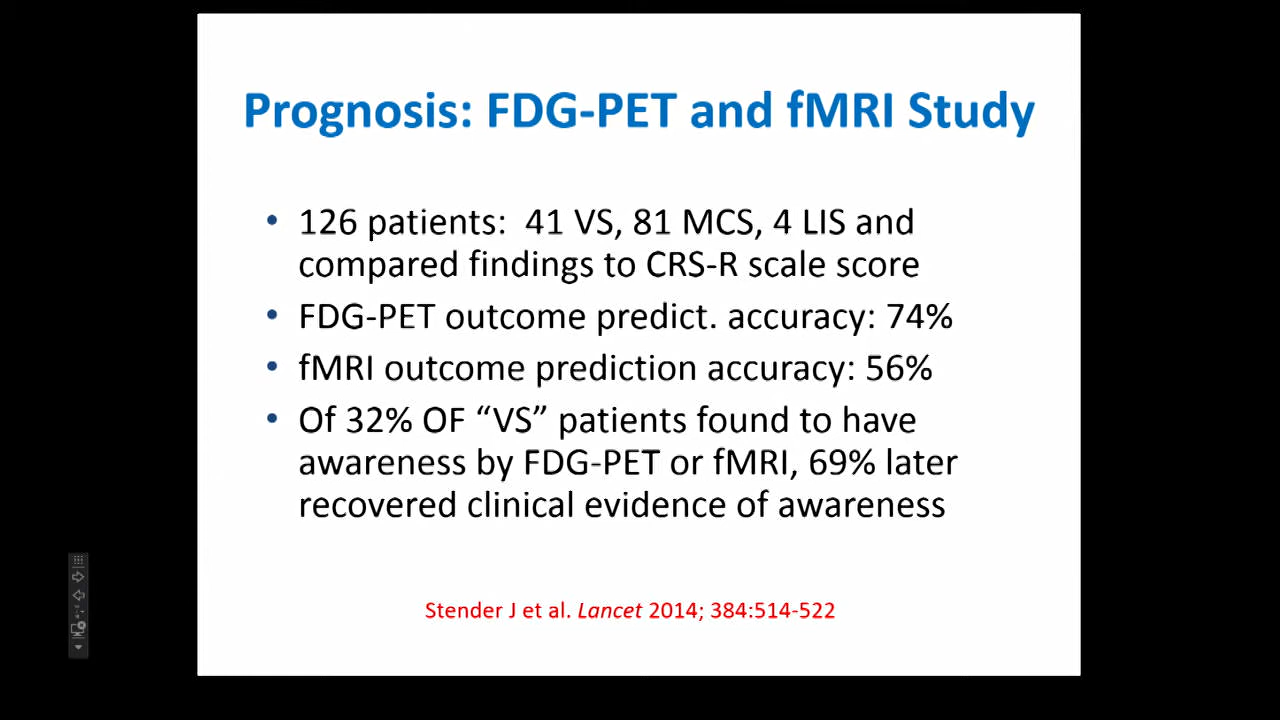 Prognosis: FDG-PET and fMRI Study
• 126 patients:  41 VS, 81 MCS, 4 LIS and
compared findings to CRS-R scale score
• FDG-PET outcome predict. accuracy: 74%
• fMRI outcome prediction accuracy: 56%
• Of 32% OF “VS” patients found to have
awareness by FDG-PET or fMRI, 69% later
recovered clinical evidence of awareness
Stender J et al. Lancet 2014; 384:514-522